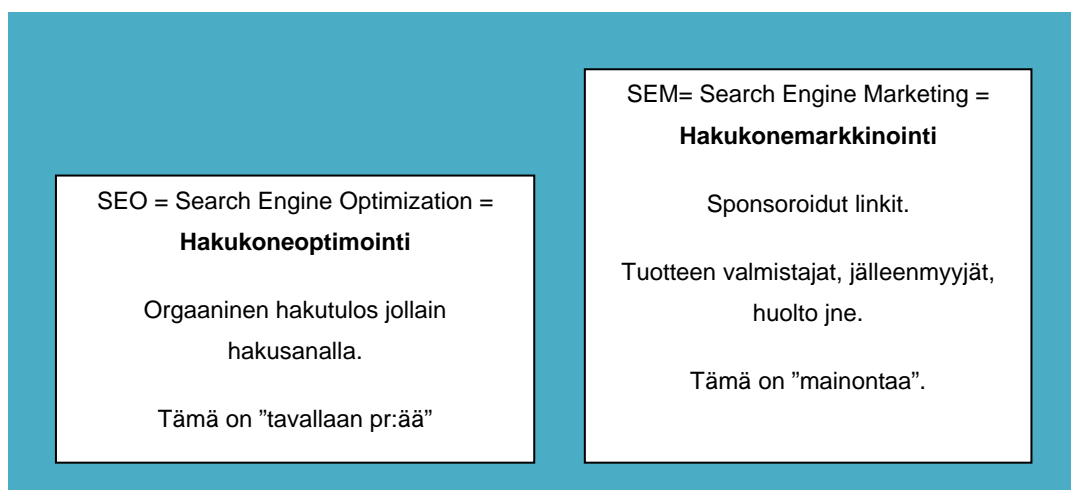 SEO = Search Engine Optimization =
Hakukoneoptimointi
Orgaaninen hakutulos jollain
hakusanalla.
Tämä on ”tavallaan pr:ää”
SEM= Search Engine Marketing =
Hakukonemarkkinointi
Sponsoroidut linkit.
Tuotteen valmistajat, jälleenmyyjät,
huolto jne.
Tämä on ”mainontaa”.